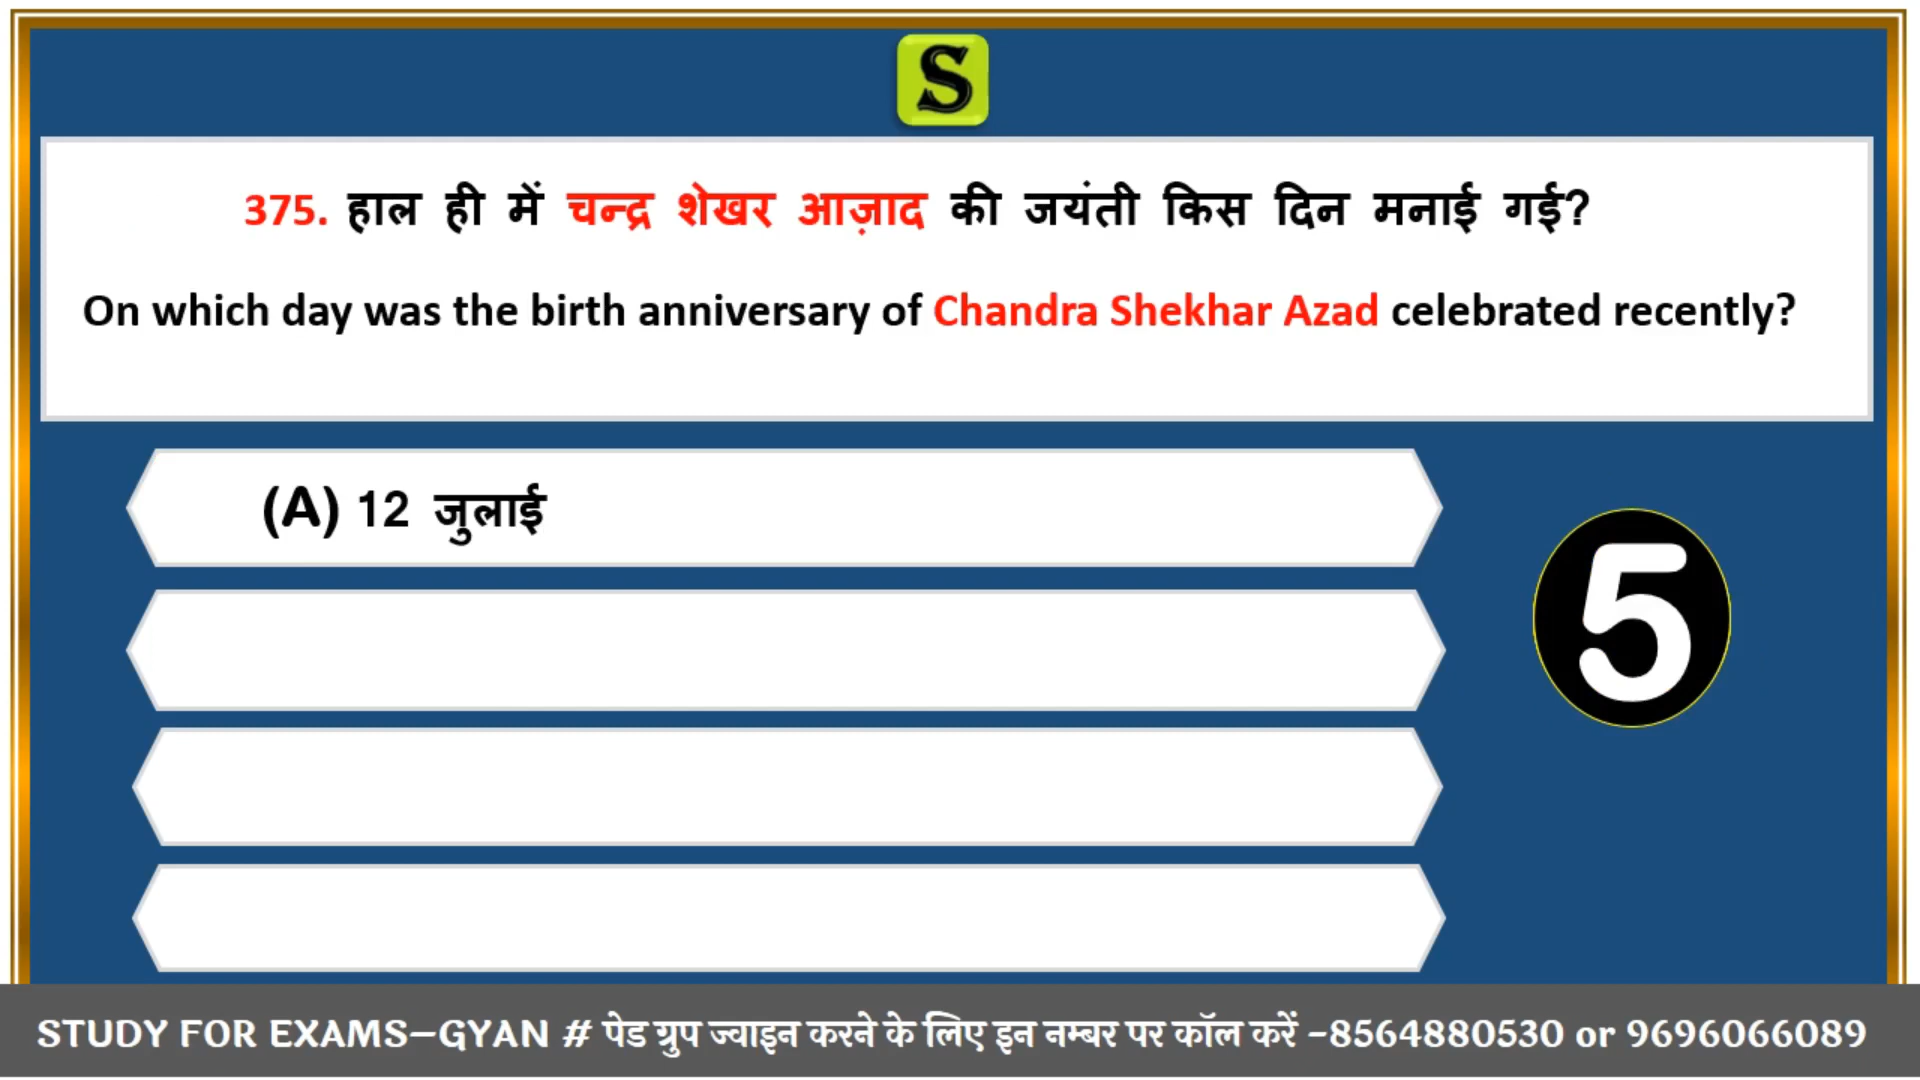 S
375. हाल ही में चन्द्र शेखर आज़ाद की जयंती किस दिन मनाई गई?
On which day was the birth anniversary of Chandra Shekhar Azad celebrated recently?
(A) 12 जुलाई
5
STUDY FOR EXAMS–GYAN # पेड ग्रुप ज्वाइन करने के लिए इन नम्बर पर कॉल करें –8564880530 or 9696066089